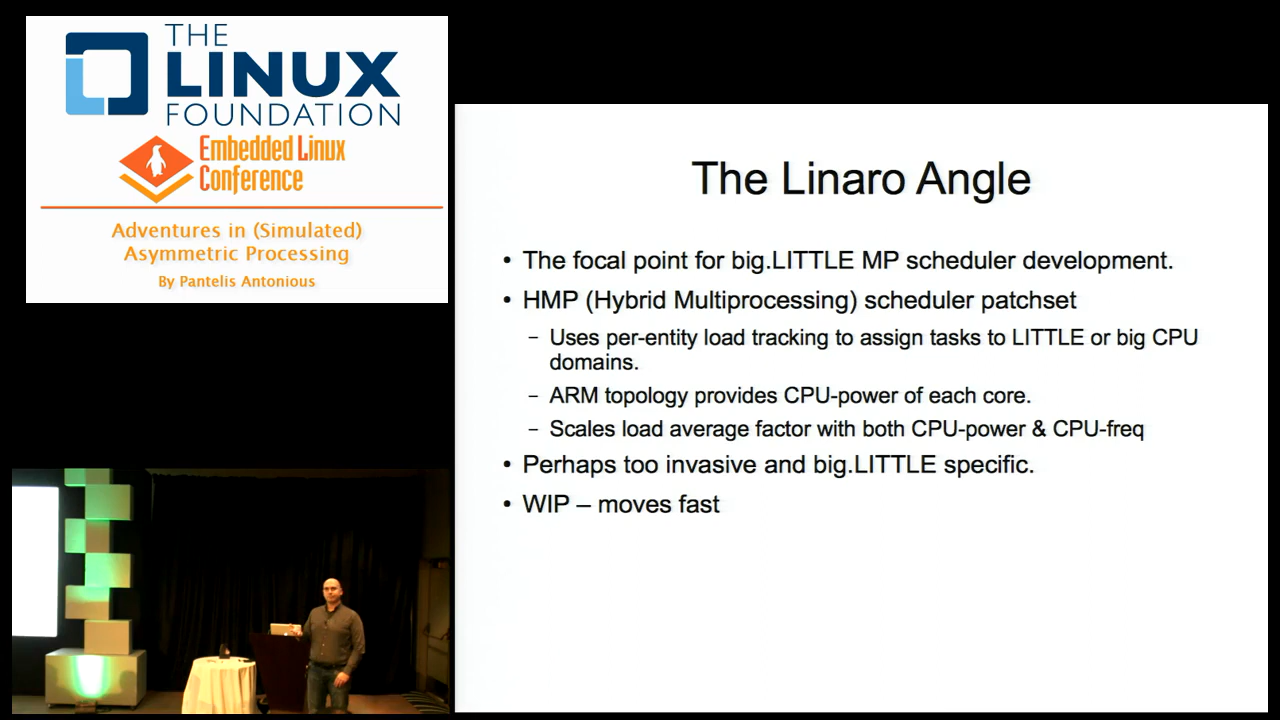 THE
LINUX
FOUNDATION
Embedded Linux
Conference
Adventures in (Simulated)
Asymmetric Processing
By Pantelis Antonious
The Linaro Angle
• The focal point for big.LITTLE MP scheduler development.
• HMP (Hybrid Multiprocessing) scheduler patchset
– Uses per-entity load tracking to assign tasks to LITTLE or big CPU
domains.
– ARM topology provides CPU-power of each core.
– Scales load average factor with both CPU-power & CPU-freq
• Perhaps too invasive and big.LITTLE specific.
• WIP – moves fast